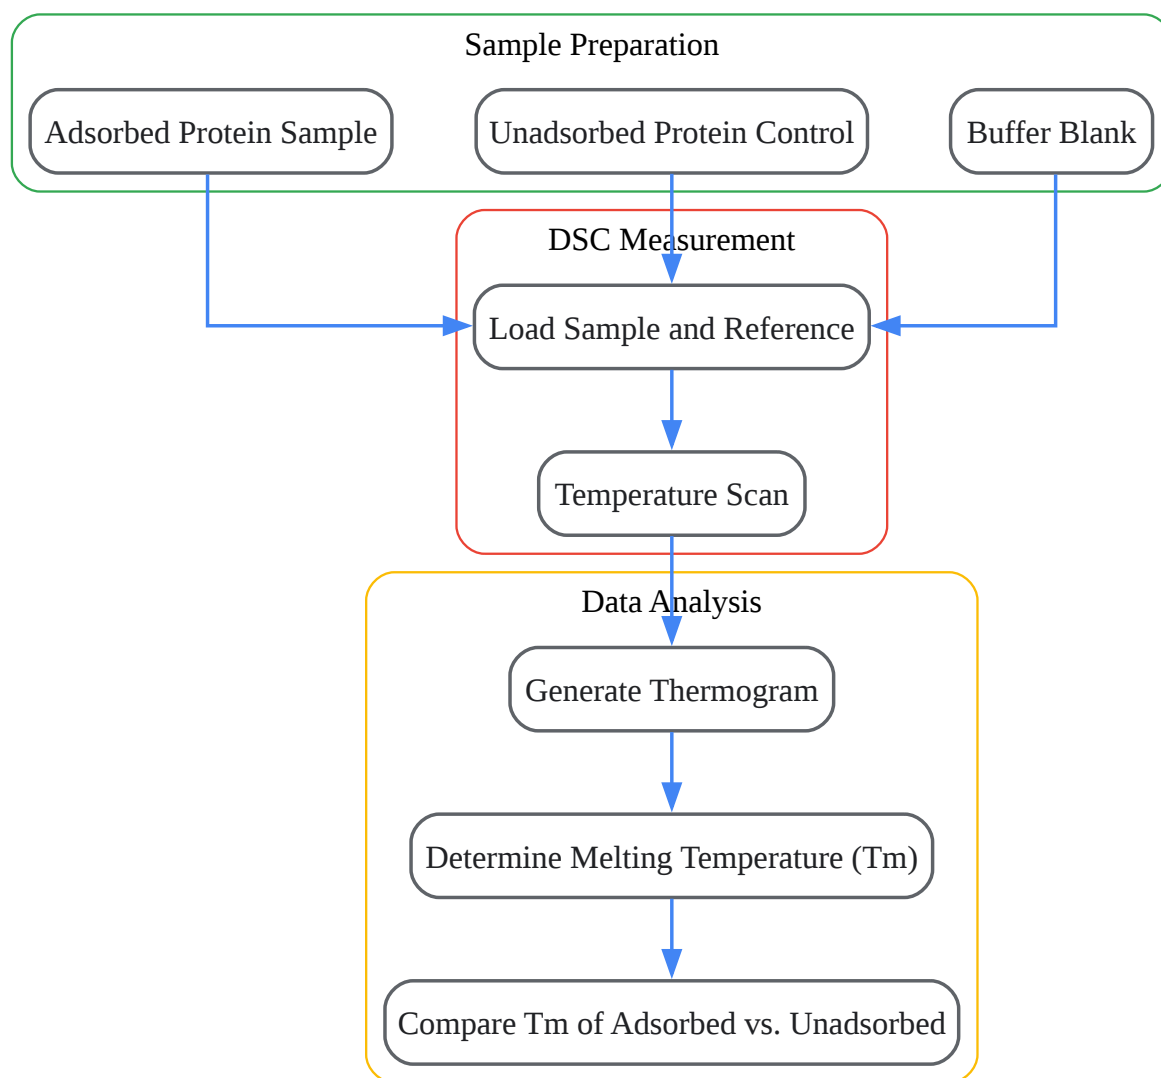 Sample Preparation
Adsorbed Protein Sample
Unadsorbed Protein Control
Buffer Blank
DSC Measurement
Load Sample and Reference
Temperature Scan
Data Analysis
Generate Thermogram
Determine Melting Temperature (Tm)
Compare Tm of Adsorbed vs. Unadsorbed